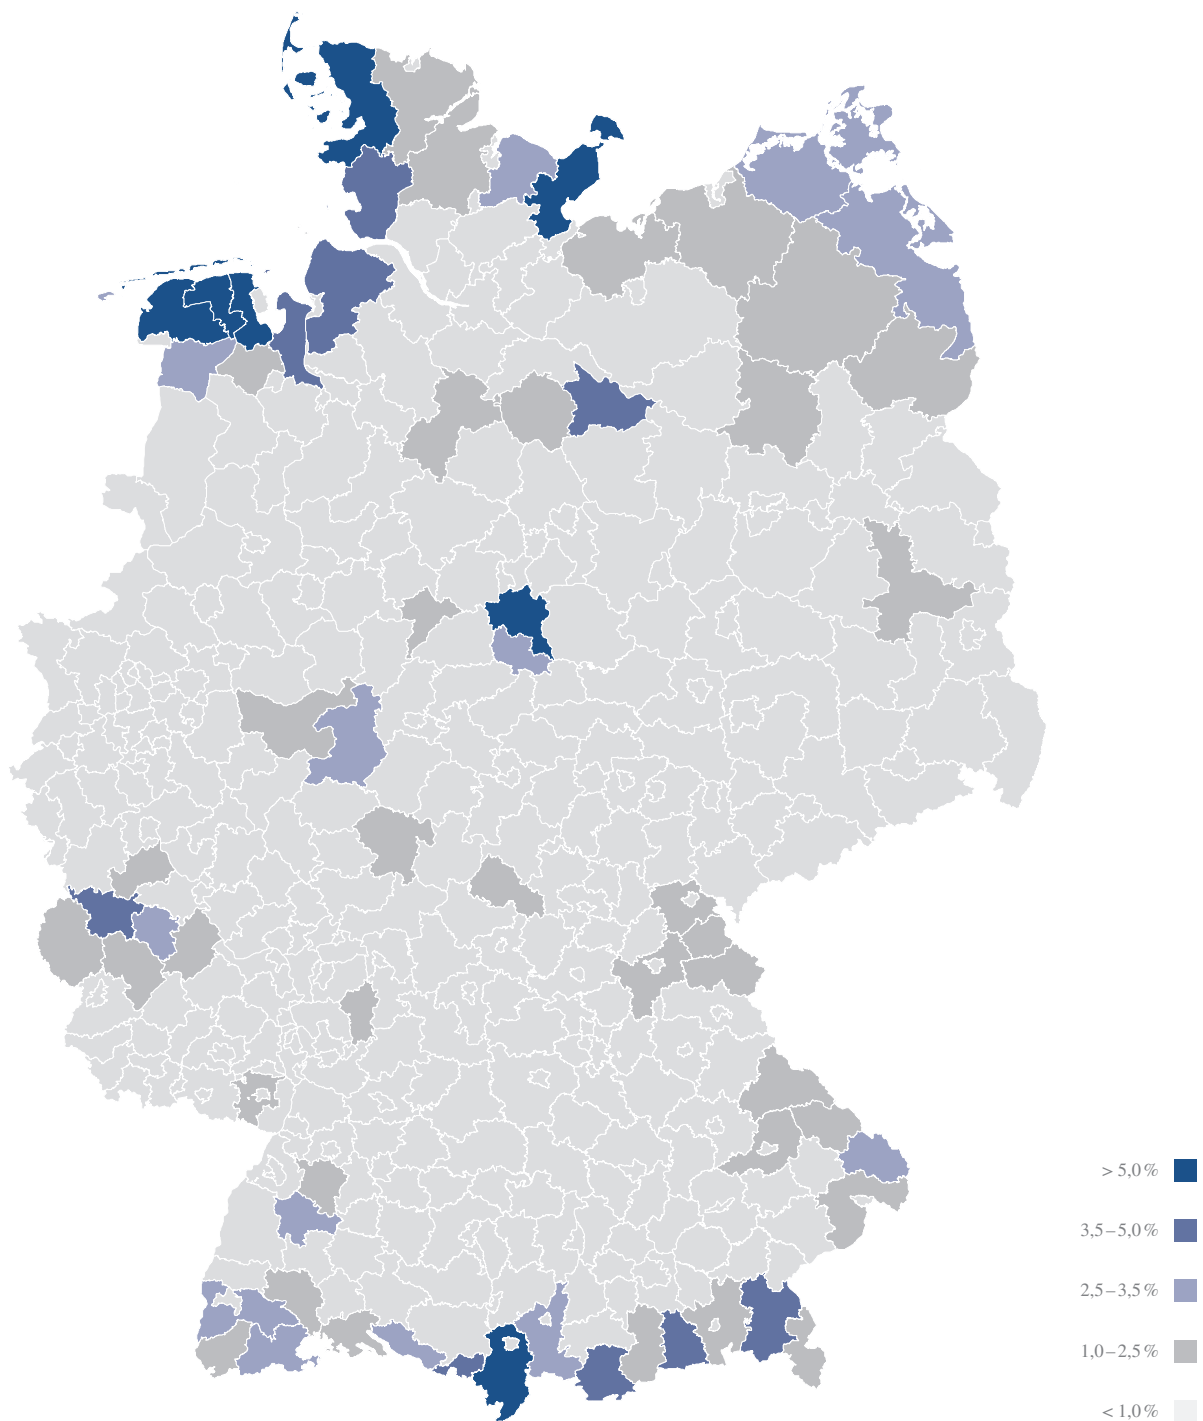 > 5,0 %
3,5 – 5,0 %
2,5 – 3,5 %
1,0 – 2,5 %
< 1,0 %